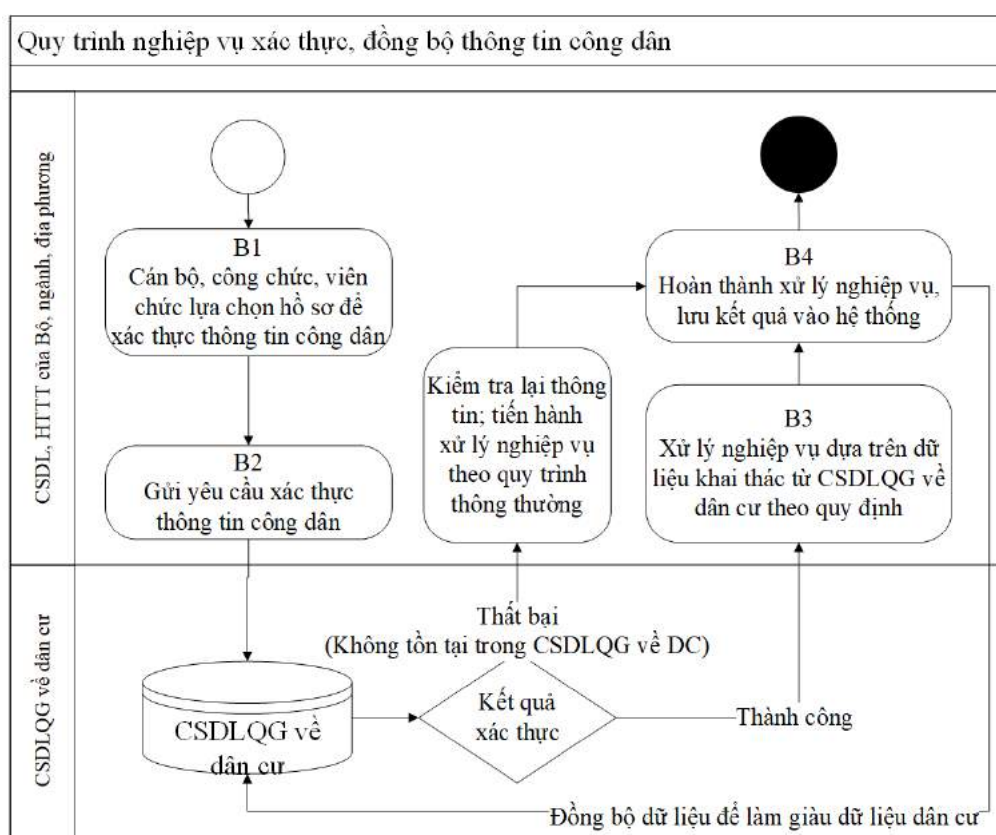 Quy trình nghiệp vụ xác thực, đồng bộ thông tin công dân
CSDL, HTTT của Bộ, ngành, địa phương
B1
Cán bộ, công chức, viên
chức lựa chọn hồ sơ để
xác thực thông tin công dân
B2
Gửi yêu cầu xác thực
thông tin công dân
Kiểm tra lại thông
tin; tiến hành
xử lý nghiệp vụ
theo quy trình
thông thường
B4
Hoàn thành xử lý nghiệp vụ,
lưu kết quả vào hệ thống
B3
Xử lý nghiệp vụ dựa trên dữ
liệu khai thác từ CSDLQG về
dân cư theo quy định
CSDLQG về dân cư
CSDLQG về
dân cư
Thất bại
(Không tồn tại trong CSDLQG về DC)
Kết quả
xác thực
Thành công
Đồng bộ dữ liệu để làm giàu dữ liệu dân cư